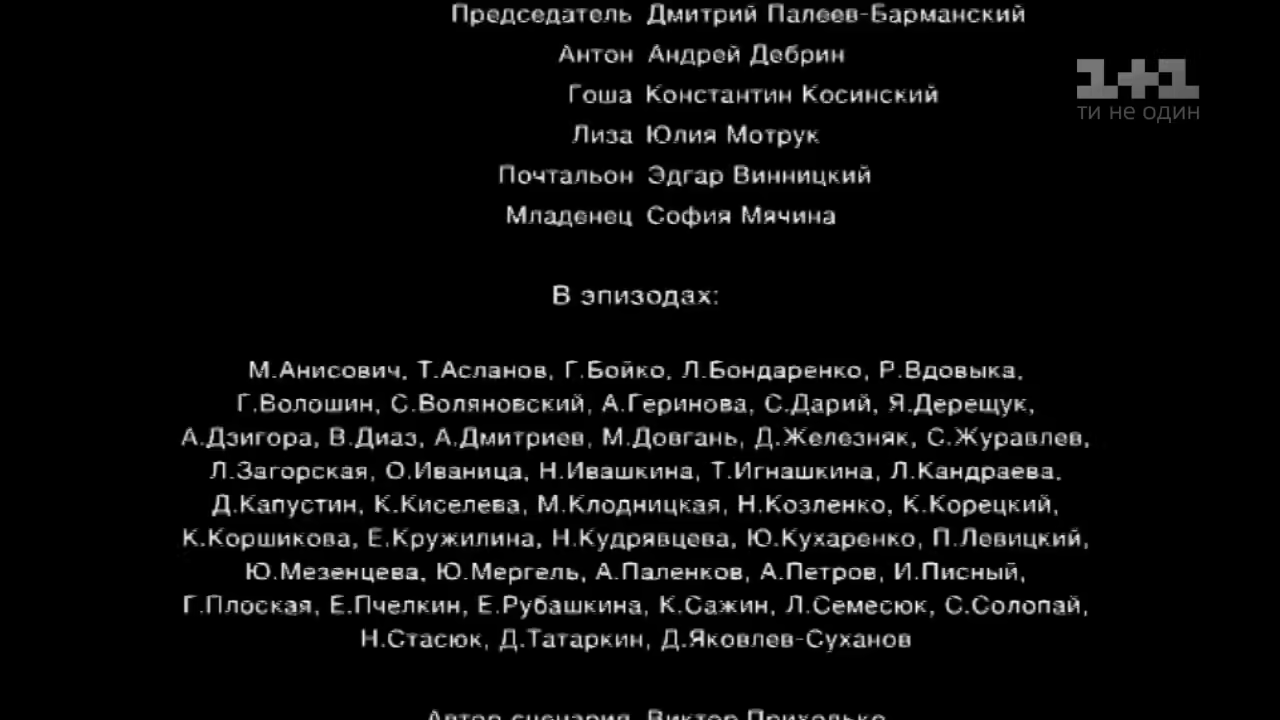 Председатель Дмитрий Палеев-Барманский
Антон Андрей Дебрин
1+1
Гоша Константин Косинский
ти не один
Лиза Юлия Мотрук
Почтальон Эдгар Винницкий
Младенец София Мячина
В эпизодах:
М.Анисович, Т.Асланов, Г.Бойко, Л.Бондаренко, Р.Вдовыка,
Г.Волошин, С.Воляновский, А.Геринова, С.Дарий, Я.Дерещук,
А.Дзигора, В.Диаз, А.Дмитриев, М.Довгань, Д.Железняк, С.Журавлев,
Л.Загорская, О.Иваница, Н.Ивашкина, Т.Игнашкина, Л.Кандраева,
Д.Капустин, К.Киселева, М.Клодницкая, Н.Козленко, К.Корецкий,
К.Коршикова, Е.Кружилина, Н.Кудрявцева, Ю.Кухаренко, П.Левицкий,
Ю.Мезенцева, Ю.Мергель, А.Паленков, А.Петров, И.Писный,
Г.Плоская, Е.Пчелкин, Е.Рубашкина, К.Сажин, Л.Семесюк, С.Солопай,
Н.Стасюк, Д.Татаркин, Д.Яковлев-Суханов
Автор сценария Виктор